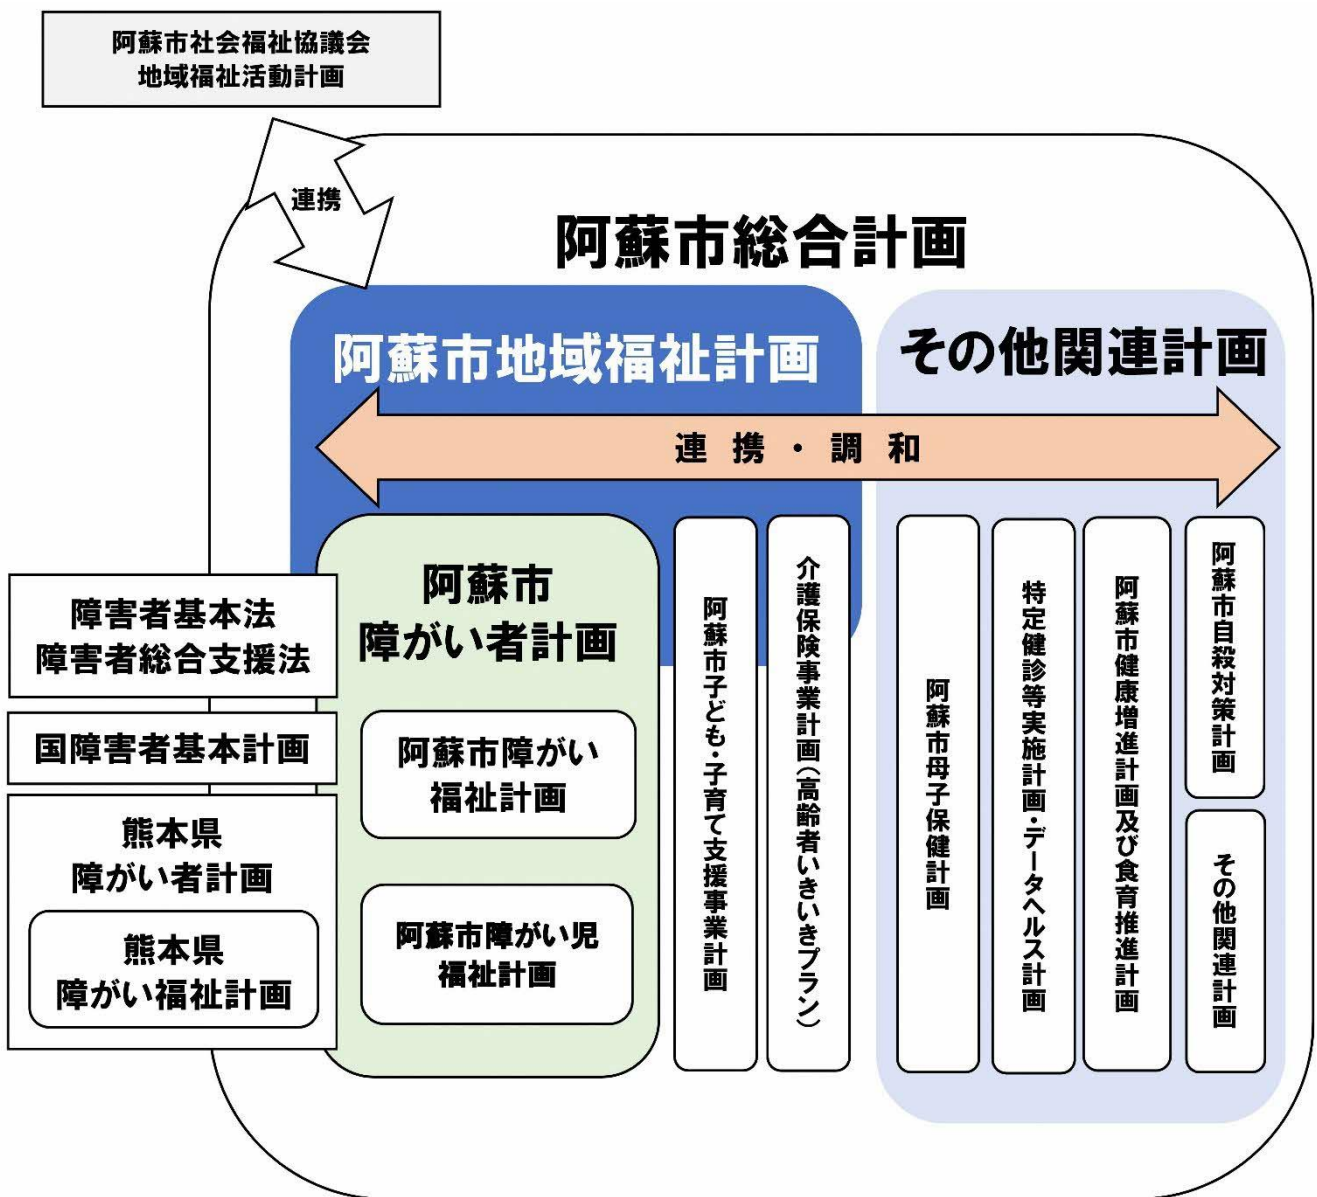 阿蘇市社会福祉協議会
地域福祉活動計画
連携
阿蘇市総合計画
阿蘇市地域福祉計画
その他関連計画
連携・調和
障害者基本法
障害者総合支援法
国障害者基本計画
熊本県
障がい者計画
熊本県
障がい福祉計画
阿蘇市
障がい者計画
阿蘇市障がい
福祉計画
阿蘇市障がい児
福祉計画
阿蘇市子ども・子育て支援事業計画
介護保険事業計画(高齢者いきいきプラン)
阿蘇市母子保健計画
特定健診等実施計画・データヘルス計画
阿蘇市健康増進計画及び食育推進計画
阿蘇市自殺対策計画
その他関連計画